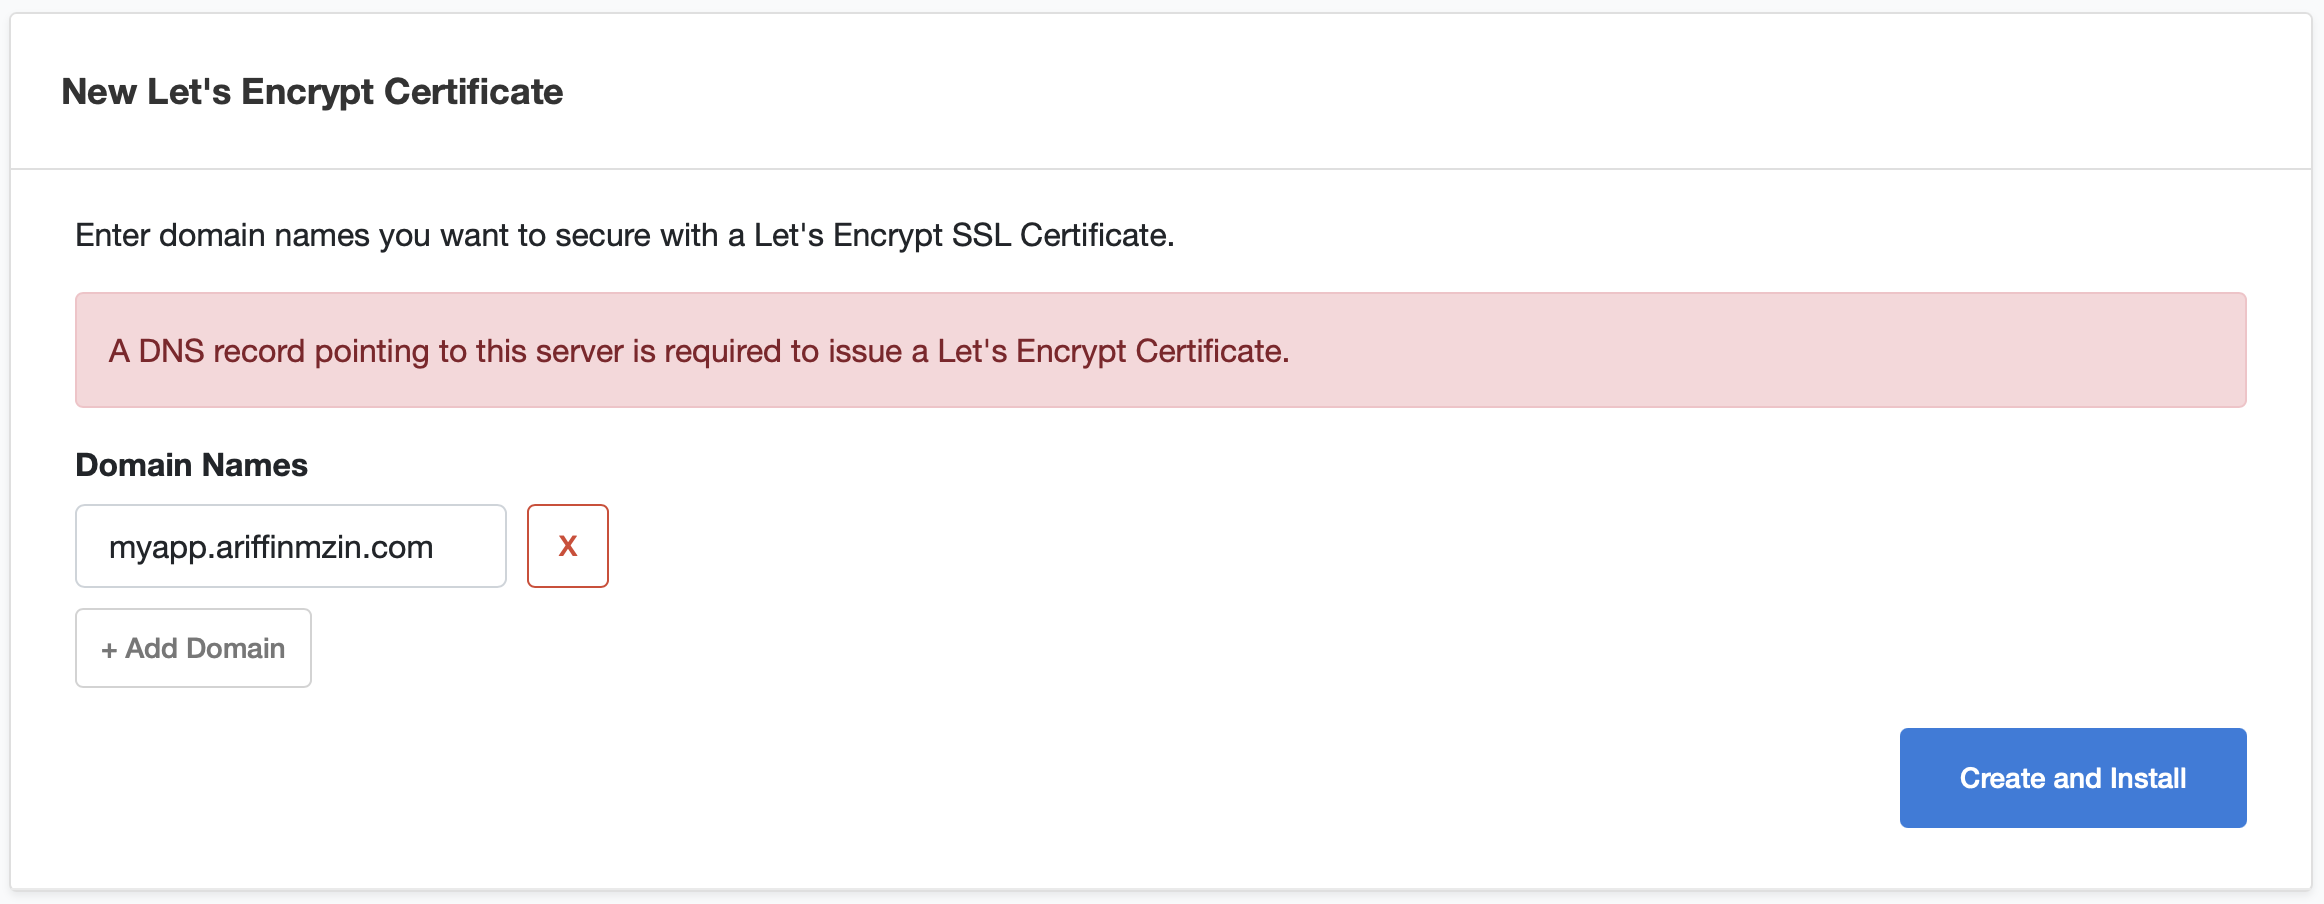 New Let's Encrypt Certificate
Enter domain names you want to secure with a Let's Encrypt SSL Certificate.
A DNS record pointing to this server is required to issue a Let's Encrypt Certificate.
Domain Names
myapp.ariffinmzin.com
X
+ Add Domain
Create and Install